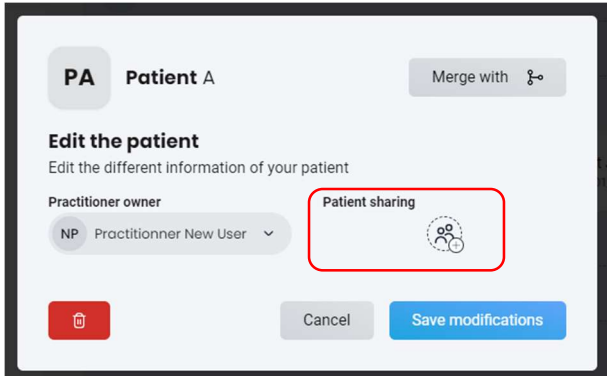 PA Patient A
Merge with
Edit the patient
Edit the different information of your patient
Practitioner owner
Patient sharing
NP Practitionner New User
Cancel
Save modifications